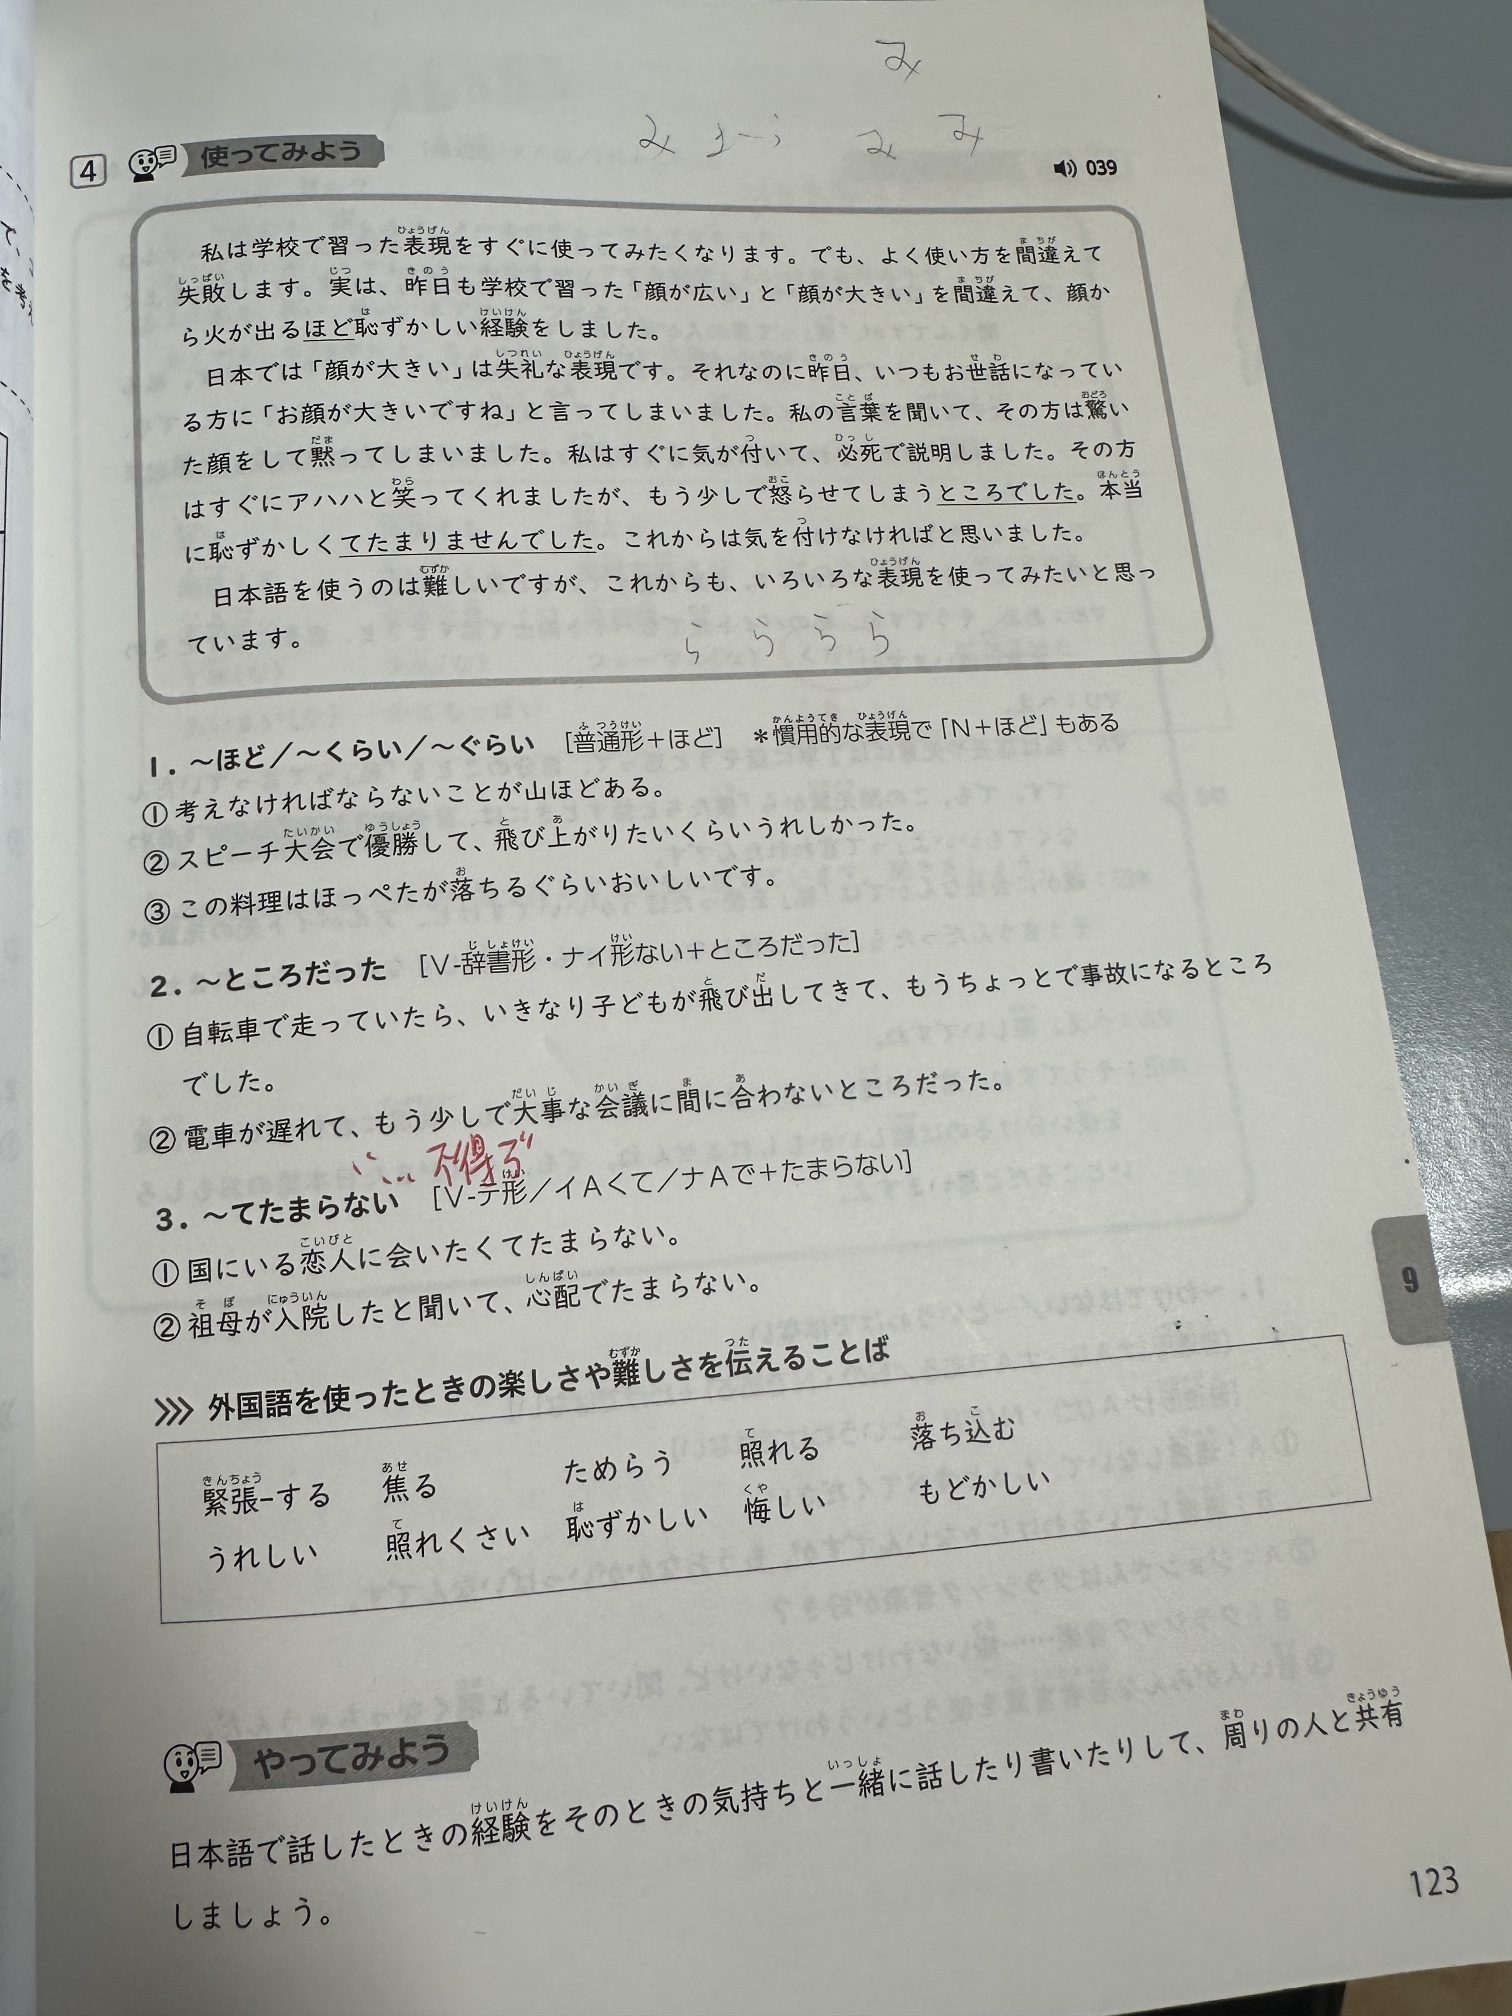 み
み み み
4 使ってみよう 039
私は学校で習った表現をすぐに使ってみたくなります。でも、よく使い方を間違えて
失敗します。実は、昨日も学校で習った「顔が広い」と「顔が大きい」を間違えて、顔か
ら火が出るほど恥ずかしい経験をしました。
日本では「顔が大きい」は失礼な表現です。それなのに昨日、いつもお世話になってい
る方に「お顔が大きいですね」と言ってしまいました。私の言葉を聞いて、その方は驚い
た顔をして黙ってしまいました。私はすぐに気が付いて、必死で説明しました。その方
はすぐにアハハと笑ってくれましたが、もう少しで怒らせてしまうところでした。本当
に恥ずかしくてたまりませんでした。これからは気を付けなければと思いました。
日本語を使うのは難しいですが、これからも、いろいろな表現を使ってみたいと思っ
ています。
ら ら ら ら
1. ～ほど／～くらい／～ぐらい [普通形＋ほど] ＊慣用的な表現で「N＋ほど」もある
①考えなければならないことが山ほどある。
②スピーチ大会で優勝して、飛び上がりたいくらいうれしかった。
③この料理はほっぺたが落ちるぐらいおいしいです。
2. ～ところだった [V-辞書形・ナイ形ない＋ところだった]
①自転車で走っていたら、いきなり子どもが飛び出してきて、もうちょっとで事故になるところ
でした。
②電車が遅れて、もう少しで大事な会議に間に合わないところだった。
3. ～てたまらない [V-テ形／イAくて／ナAで＋たまらない]
①国にいる恋人に会いたくてたまらない。
②祖母が入院したと聞いて、心配でたまらない。
外国語を使ったときの楽しさや難しさを伝えることば
緊張-する 焦る ためらう 照れる 落ち込む
うれしい 照れくさい 恥ずかしい 悔しい もどかしい
9
やってみよう
日本語で話したときの経験をそのときの気持ちと一緒に話したり書いたりして、周りの人と共有
しましょう。
123